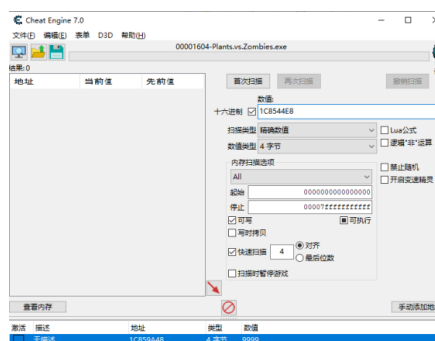 Cheat Engine 7.0
文件(F) 编辑(E) 表单 D3D 帮助(H)
00001604-Plants.vs.Zombies.exe
结果: 0
地址 当前值 先前值
首次扫描 再次扫描 撤销扫描
数值:
十六进制 1C8544E8
扫描类型 精确数值
数值类型 4 字节
Lua公式
逻辑"非"运算
内存扫描选项
All
起始 0000000000000000
停止 00007fffffffffff
可写 可执行
写时拷贝
快速扫描 4 对齐
最后位数
扫描时暂停游戏
禁止随机
开启变速精灵
查看内存 手动添加地
激活 描述 地址 类型 数值
无描述 1C859A48 4 字节 9999